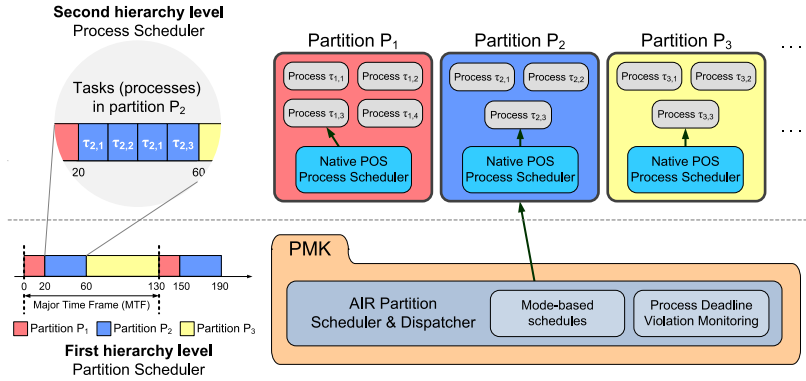 Second hierarchy level
Process Scheduler
Tasks (processes)
in partition P2
τ2,1 τ2,2 τ2,1 τ2,3
20 60
0 20 60 130 150 190
Major Time Frame (MTF)
Partition P1 Partition P2 Partition P3
First hierarchy level
Partition Scheduler
Partition P1
Process τ1,1 Process τ1,2
Process τ1,3 Process τ1,4
Native POS
Process Scheduler
Partition P2
Process τ2,1 Process τ2,2
Process τ2,3
Native POS
Process Scheduler
Partition P3
Process τ3,1 Process τ3,2
Process τ3,3
Native POS
Process Scheduler
...
...
PMK
AIR Partition
Scheduler & Dispatcher
Mode-based
schedules
Process Deadline
Violation Monitoring